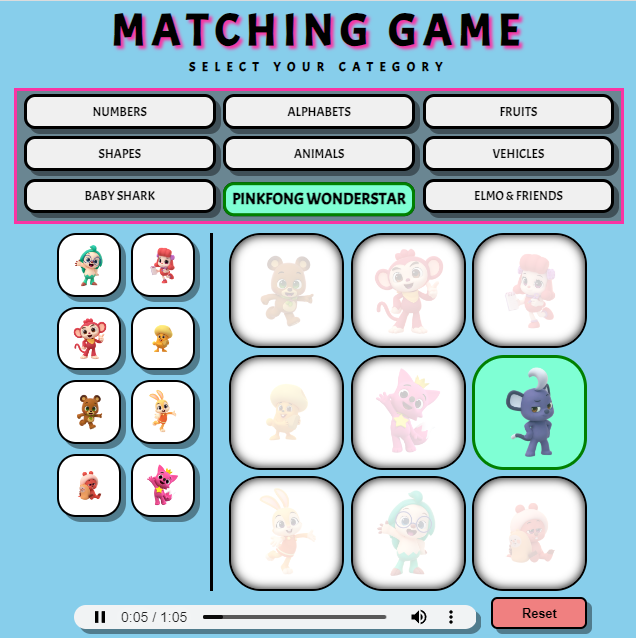 MATCHING GAME
SELECT YOUR CATEGORY
NUMBERS
ALPHABETS
FRUITS
SHAPES
ANIMALS
VEHICLES
BABY SHARK
PINKFONG WONDERSTAR
ELMO & FRIENDS
0:05 / 1:05
Reset